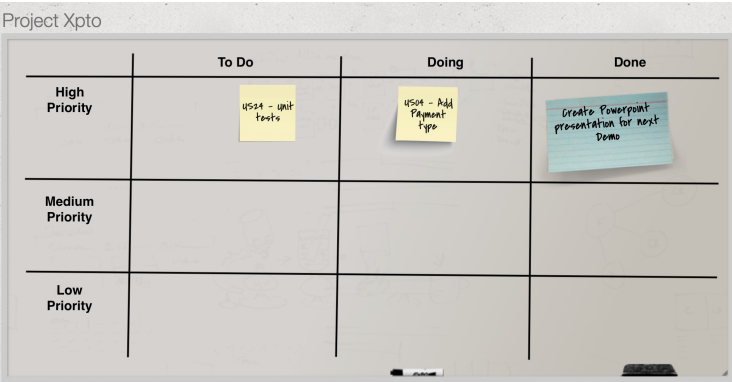 Project Xpto
To Do
Doing
Done
High
Priority
US24 - Unit
tests
US04 - Add
Payment
type
Create Powerpoint
presentation for next
Demo
Medium
Priority
Low
Priority